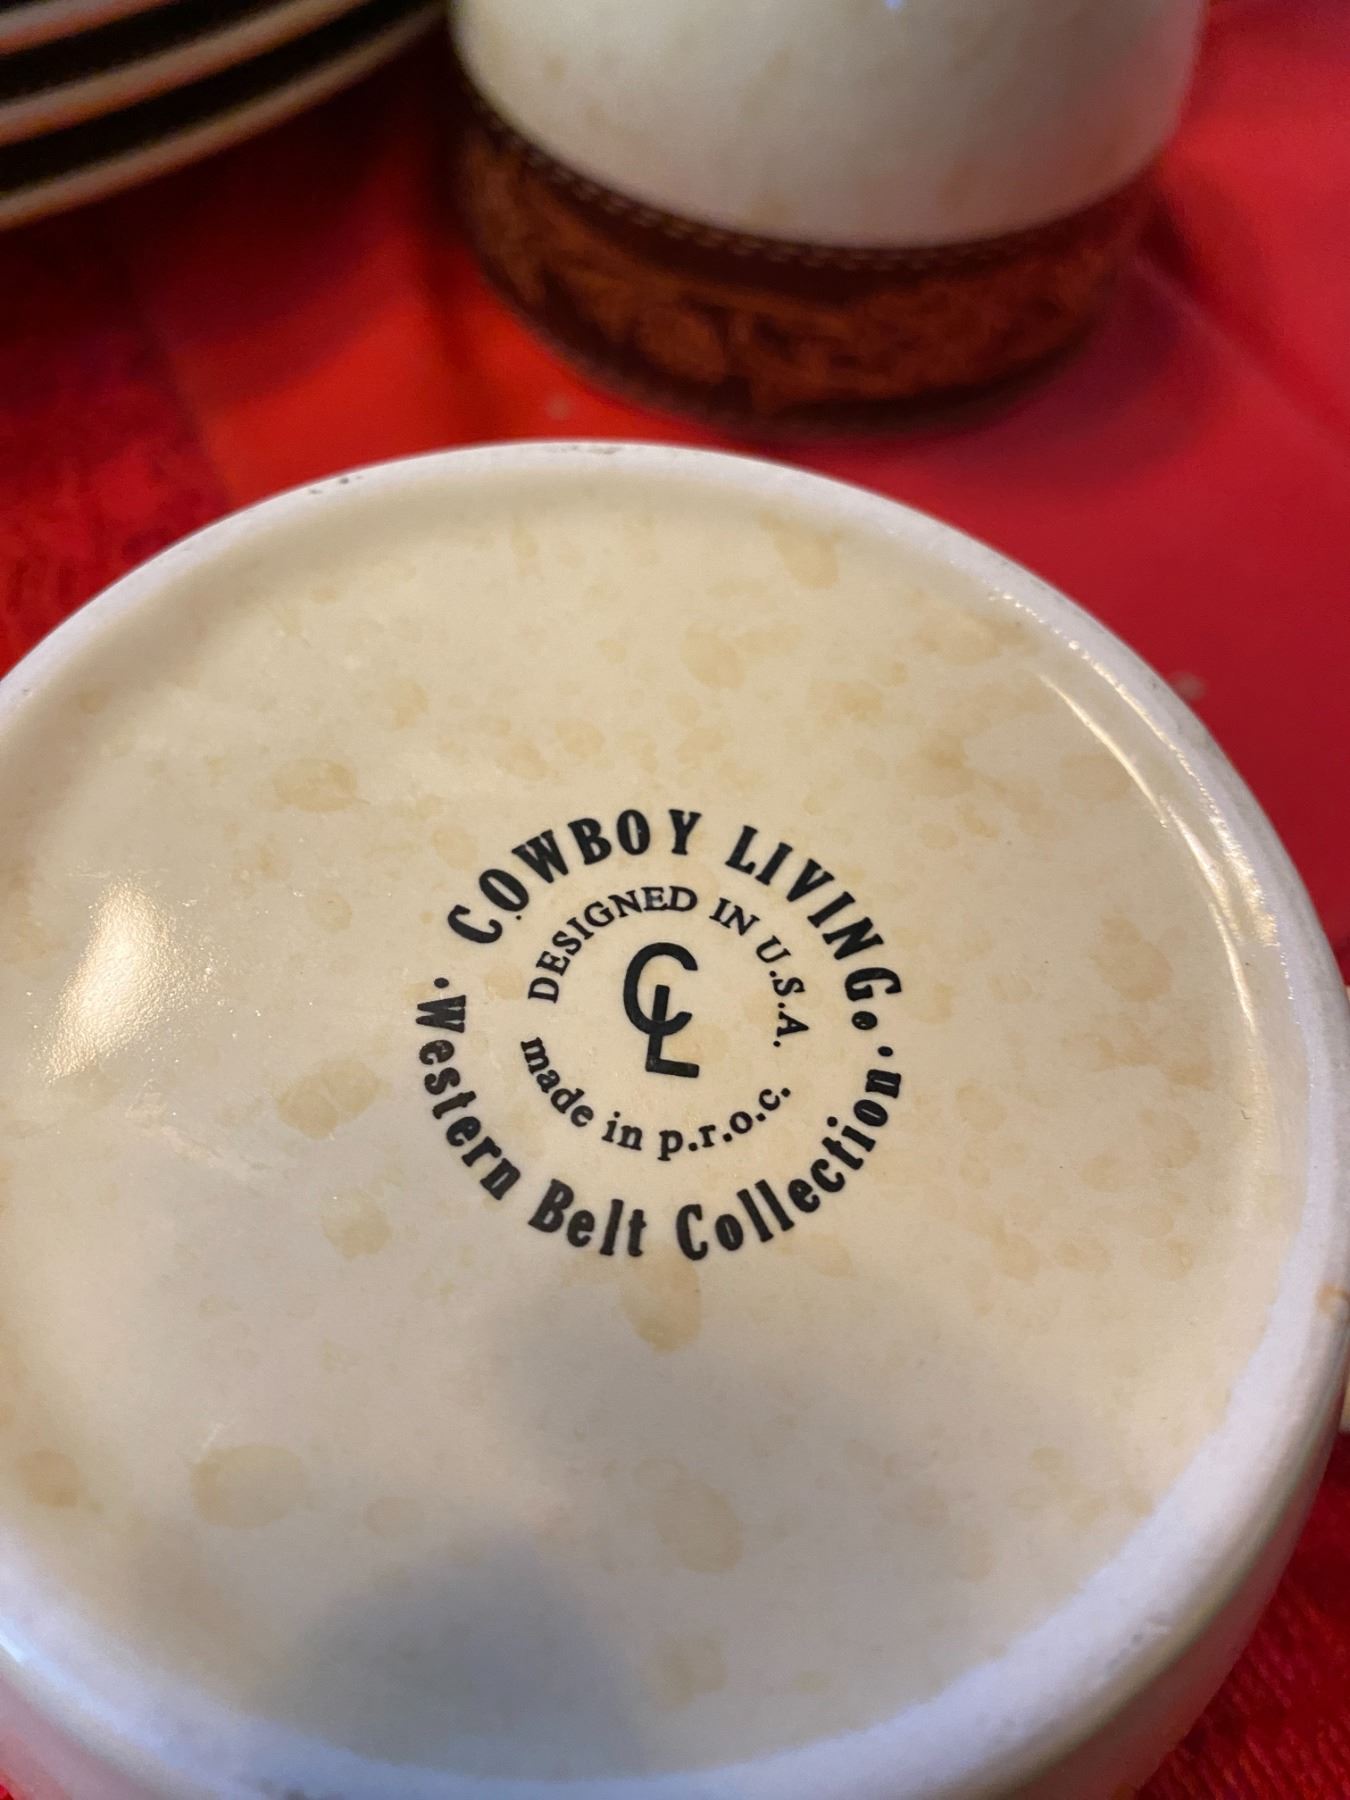 COWBOY LIVING®
DESIGNED IN U.S.A.
CL
made in p.r.o.c.
·Western Belt Collection·